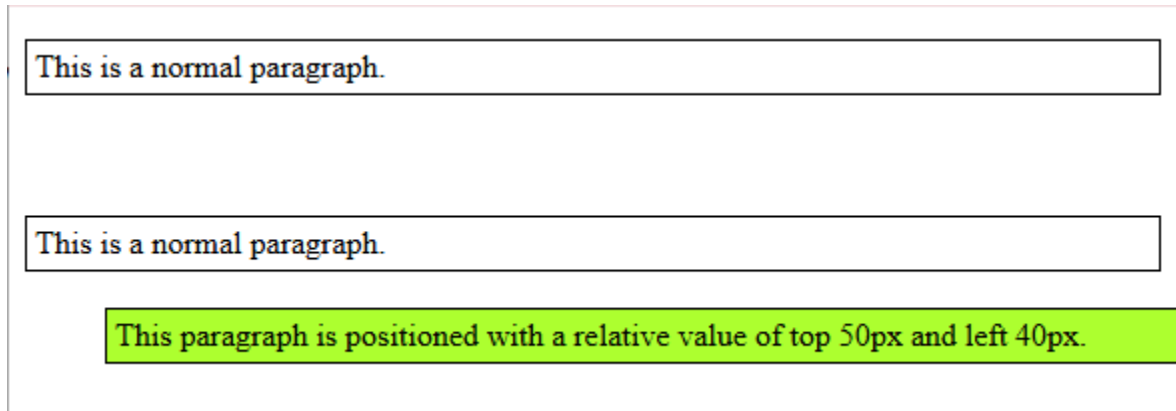 This is a normal paragraph.
This is a normal paragraph.
This paragraph is positioned with a relative value of top 50px and left 40px.